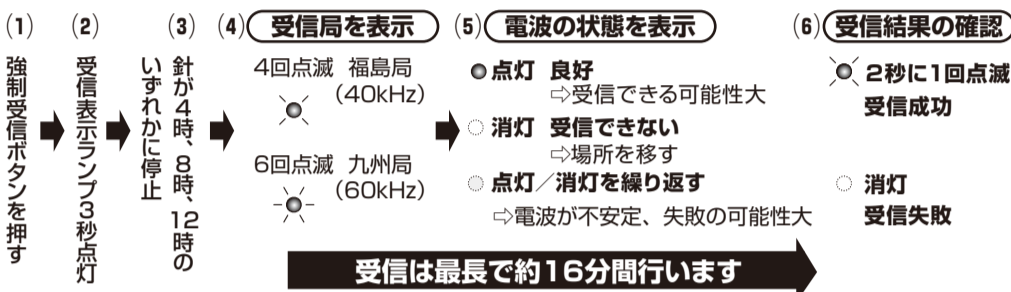 (1)
強制受信ボタンを押す
(2)
受信表示ランプ3秒点灯
(3)
針が4時、8時、12時の
いずれかに停止
(4) 受信局を表示
4回点滅 福島局
(40kHz)
6回点滅 九州局
(60kHz)
(5) 電波の状態を表示
点灯 良好
⇨受信できる可能性大
消灯 受信できない
⇨場所を移す
点灯／消灯を繰り返す
⇨電波が不安定、失敗の可能性大
(6) 受信結果の確認
2秒に1回点滅
受信成功
消灯
受信失敗
受信は最長で約16分間行います